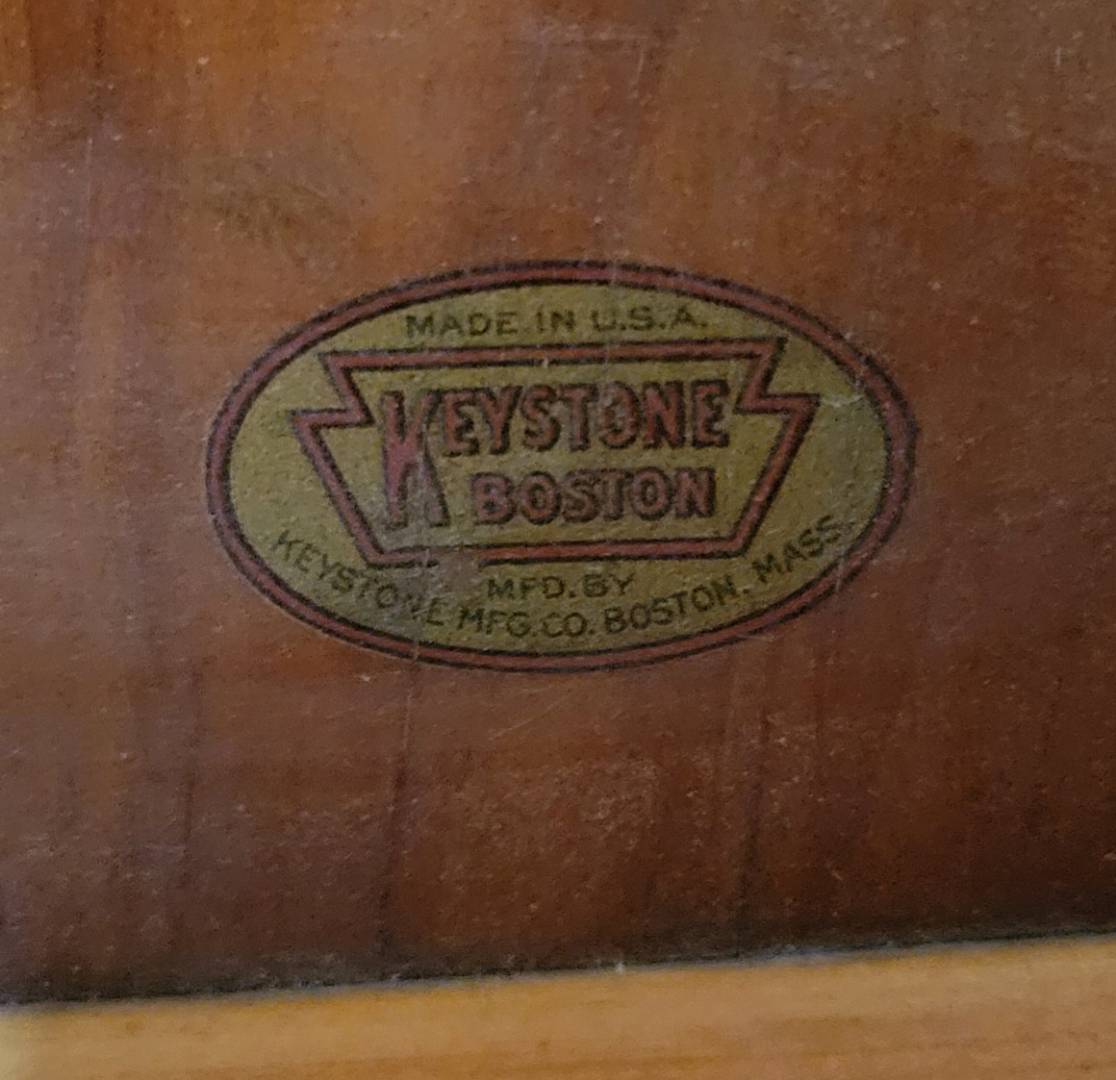 MADE IN U.S.A.
KEYSTONE
BOSTON
MFD. BY
KEYSTONE MFG. CO. BOSTON, MASS.